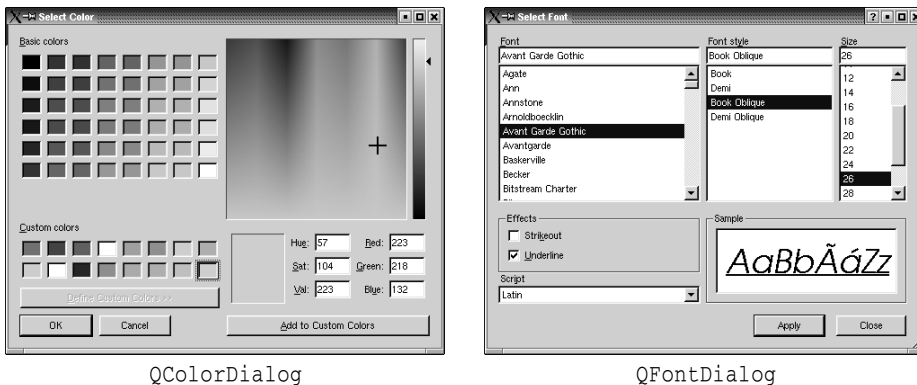 Select Color
Basic colors
Custom colors
Hue: 57 Red: 223
Sat: 104 Green: 218
Val: 223 Blue: 132
Define Custom Colors >>
OK Cancel Add to Custom Colors
QColorDialog
Select Font
Font Font style Size
Avant Garde Gothic Book Oblique 26
Agate Book 12
Ann Demi 14
Annstone Book Oblique 16
Arnoldboecklin Demi Oblique 18
Avant Garde Gothic 20
Avantgarde 22
Baskerville 24
Becker 26
Bitstream Charter 28
Effects Sample
Strikeout
Underline
AaBbÃáZz
Script
Latin
Apply Close
QFontDialog